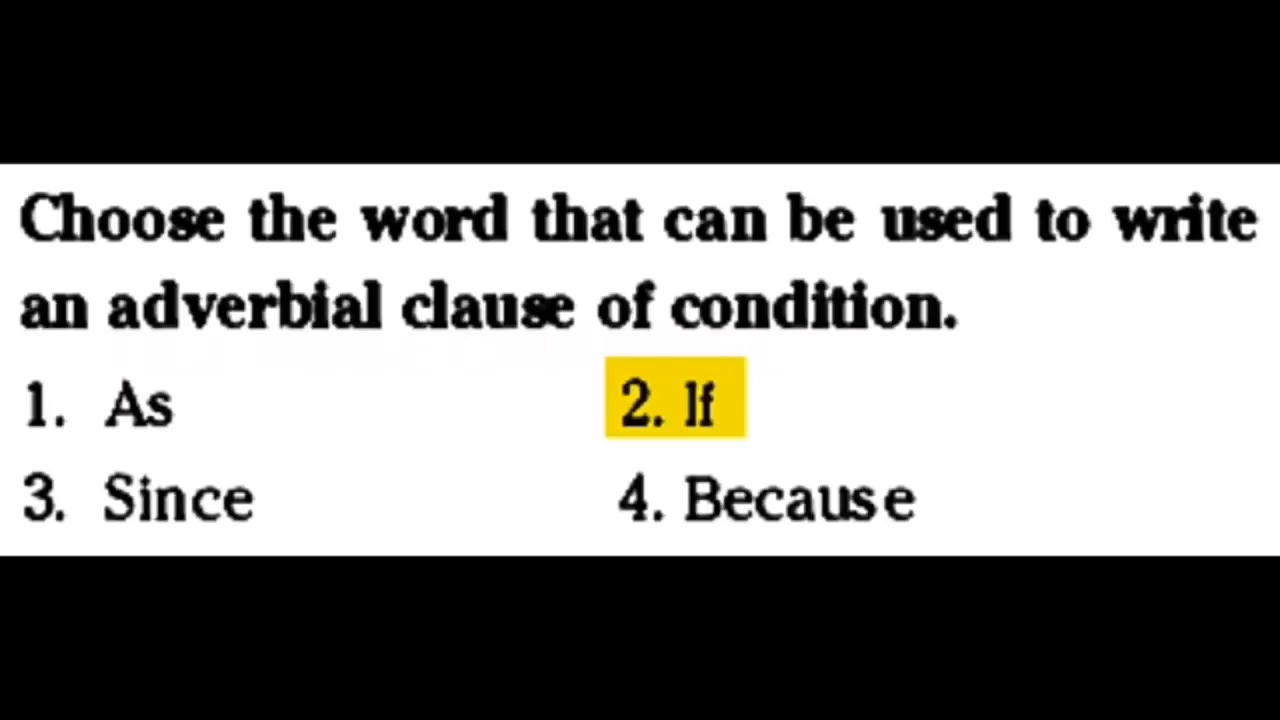 Choose the word that can be used to write
an adverbial clause of condition.
1. As 2. If
3. Since 4. Because